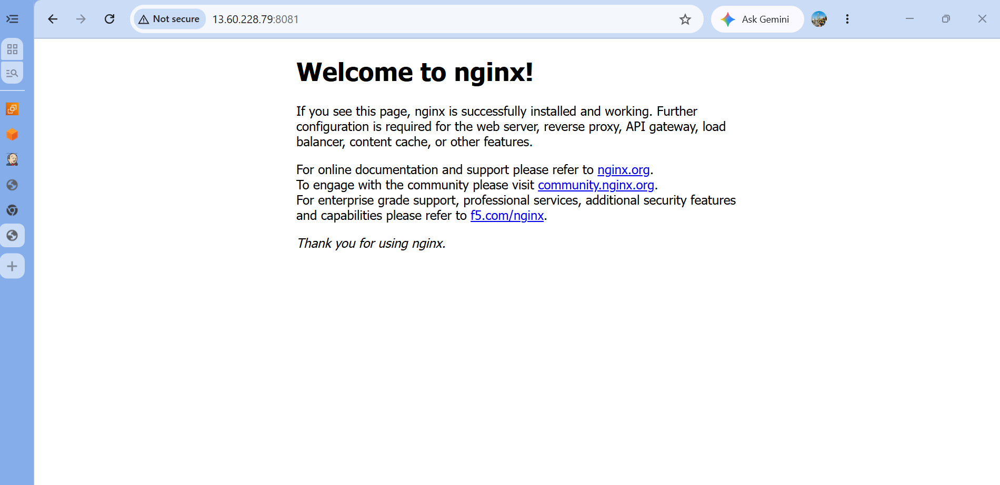 Not secure
13.60.228.79:8081
Ask Gemini
Welcome to nginx!
If you see this page, nginx is successfully installed and working. Further
configuration is required for the web server, reverse proxy, API gateway, load
balancer, content cache, or other features.
For online documentation and support please refer to nginx.org.
To engage with the community please visit community.nginx.org.
For enterprise grade support, professional services, additional security features
and capabilities please refer to f5.com/nginx.
Thank you for using nginx.